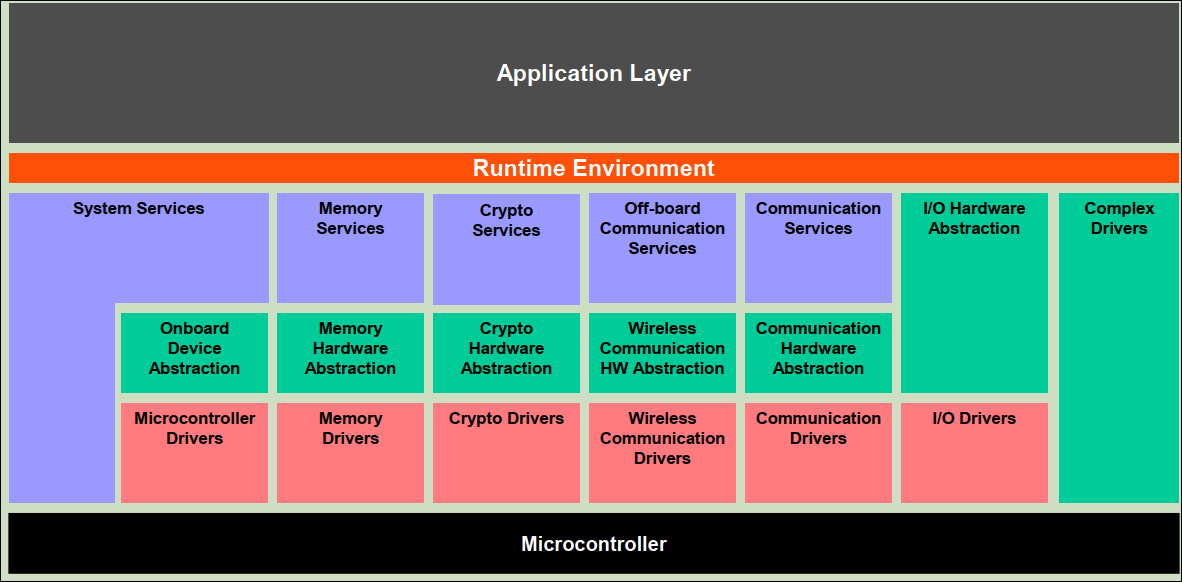 Application Layer
Runtime Environment
System Services
Memory
Services
Crypto
Services
Off-board
Communication
Services
Communication
Services
I/O Hardware
Abstraction
Complex
Drivers
Onboard
Device
Abstraction
Memory
Hardware
Abstraction
Crypto
Hardware
Abstraction
Wireless
Communication
HW Abstraction
Communication
Hardware
Abstraction
Microcontroller
Drivers
Memory
Drivers
Crypto Drivers
Wireless
Communication
Drivers
Communication
Drivers
I/O Drivers
Microcontroller